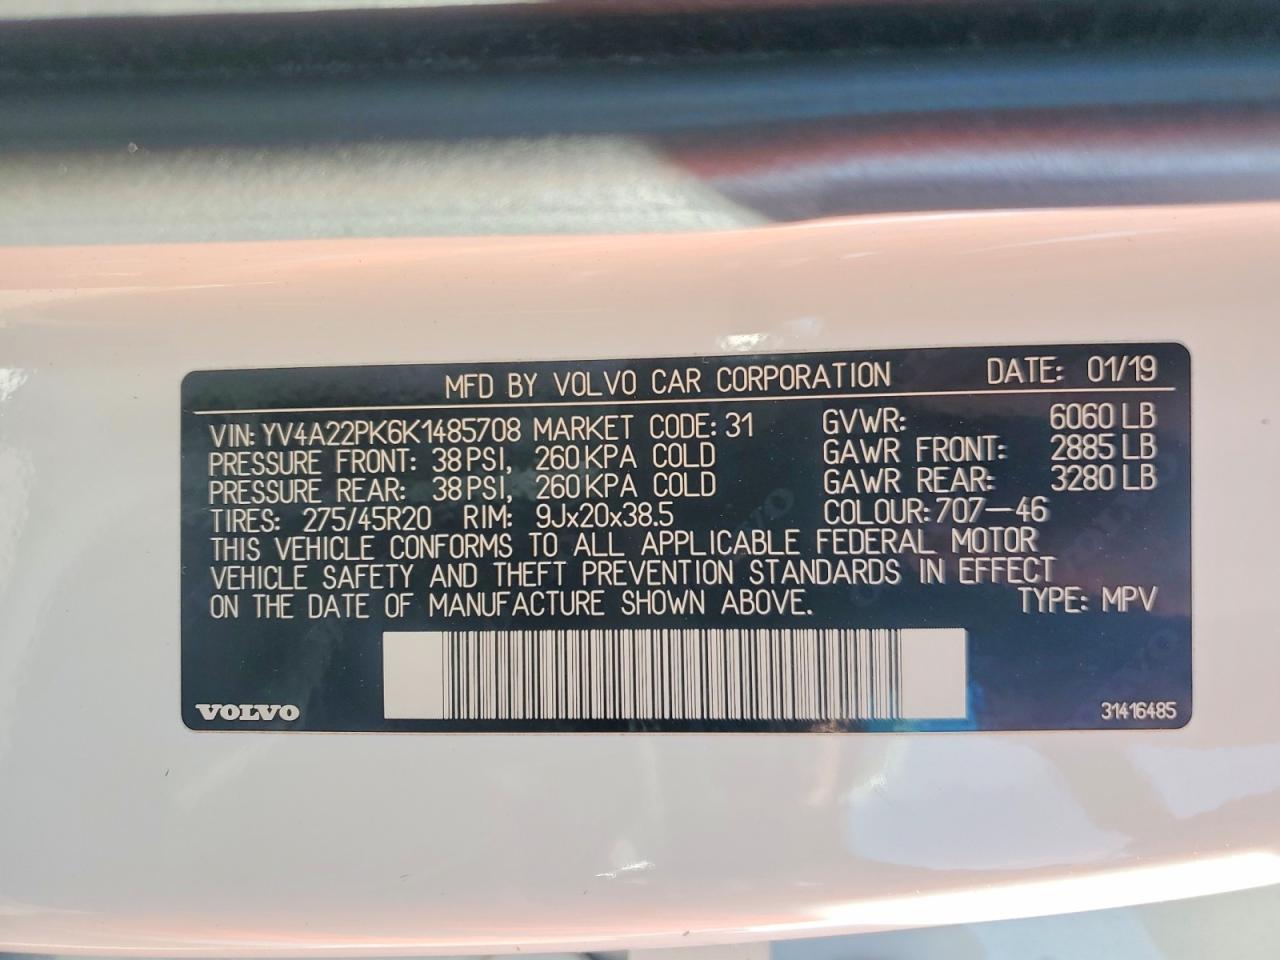 MFD BY VOLVO CAR CORPORATION DATE: 01/19
VIN: YV4A22PK6K1485708 MARKET CODE: 31 GVWR: 6060 LB
PRESSURE FRONT: 38 PSI, 260 KPA COLD GAWR FRONT: 2885 LB
PRESSURE REAR: 38 PSI, 260 KPA COLD GAWR REAR: 3280 LB
TIRES: 275/45R20 RIM: 9Jx20x38.5 COLOUR: 707-46
THIS VEHICLE CONFORMS TO ALL APPLICABLE FEDERAL MOTOR
VEHICLE SAFETY AND THEFT PREVENTION STANDARDS IN EFFECT
ON THE DATE OF MANUFACTURE SHOWN ABOVE. TYPE: MPV
VOLVO 31416485